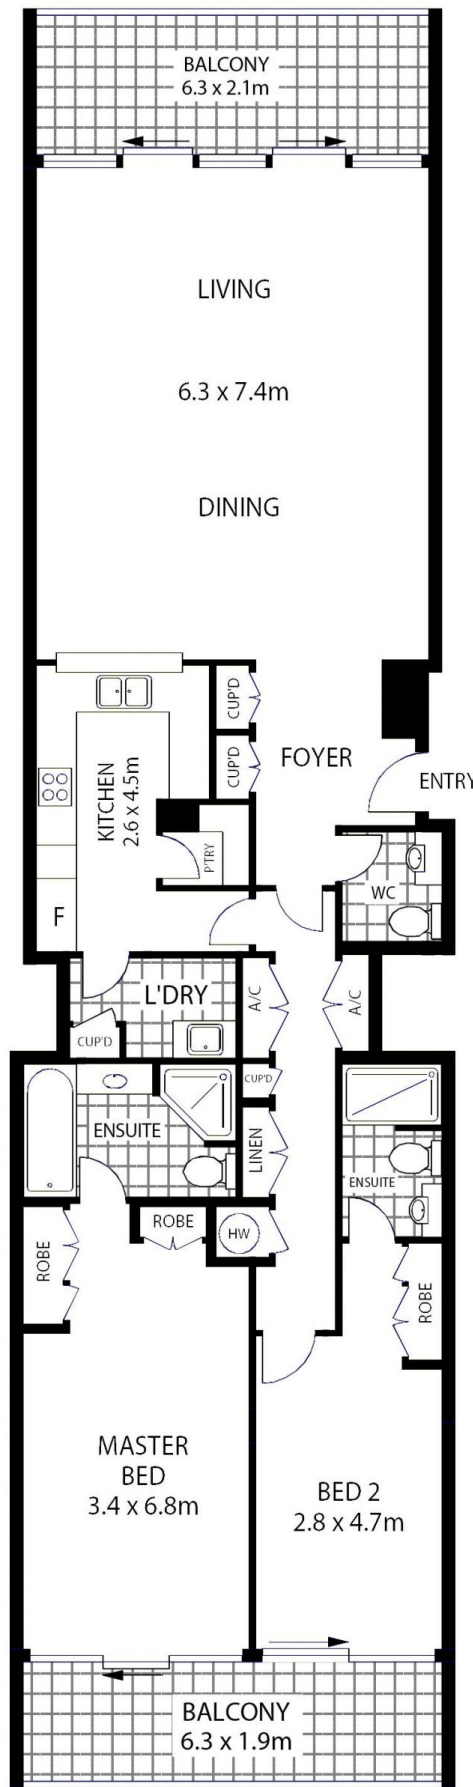 BALCONY
6.3 x 2.1m
LIVING
6.3 x 7.4m
DINING
CUP'D
CUP'D
FOYER
ENTRY
KITCHEN
2.6 x 4.5m
P'TRY
F
WC
L'DRY
A/C
A/C
CUP'D
CUP'D
ENSUITE
LINEN
ENSUITE
ROBE
ROBE
HW
ROBE
MASTER
BED
3.4 x 6.8m
BED 2
2.8 x 4.7m
BALCONY
6.3 x 1.9m